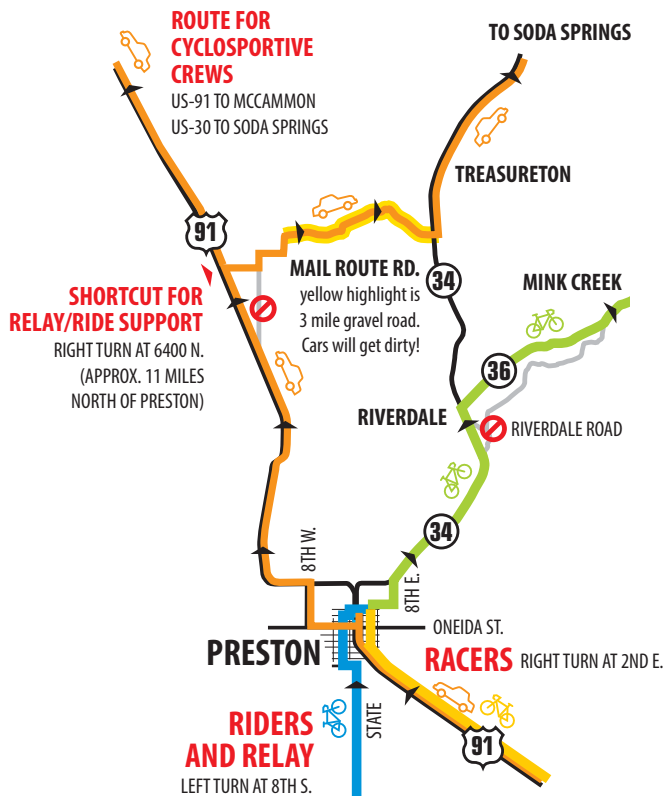 ROUTE FOR
CYCLOSPORTIVE
CREWS
US-91 TO MCCAMMON
US-30 TO SODA SPRINGS
TO SODA SPRINGS
TREASURETON
91
MAIL ROUTE RD.
yellow highlight is
3 mile gravel road.
Cars will get dirty!
34
MINK CREEK
SHORTCUT FOR
RELAY/RIDE SUPPORT
RIGHT TURN AT 6400 N.
(APPROX. 11 MILES
NORTH OF PRESTON)
36
RIVERDALE
RIVERDALE ROAD
34
8TH W.
8TH E.
ONEIDA ST.
PRESTON
RACERS RIGHT TURN AT 2ND E.
RIDERS
AND RELAY
LEFT TURN AT 8TH S.
STATE
91